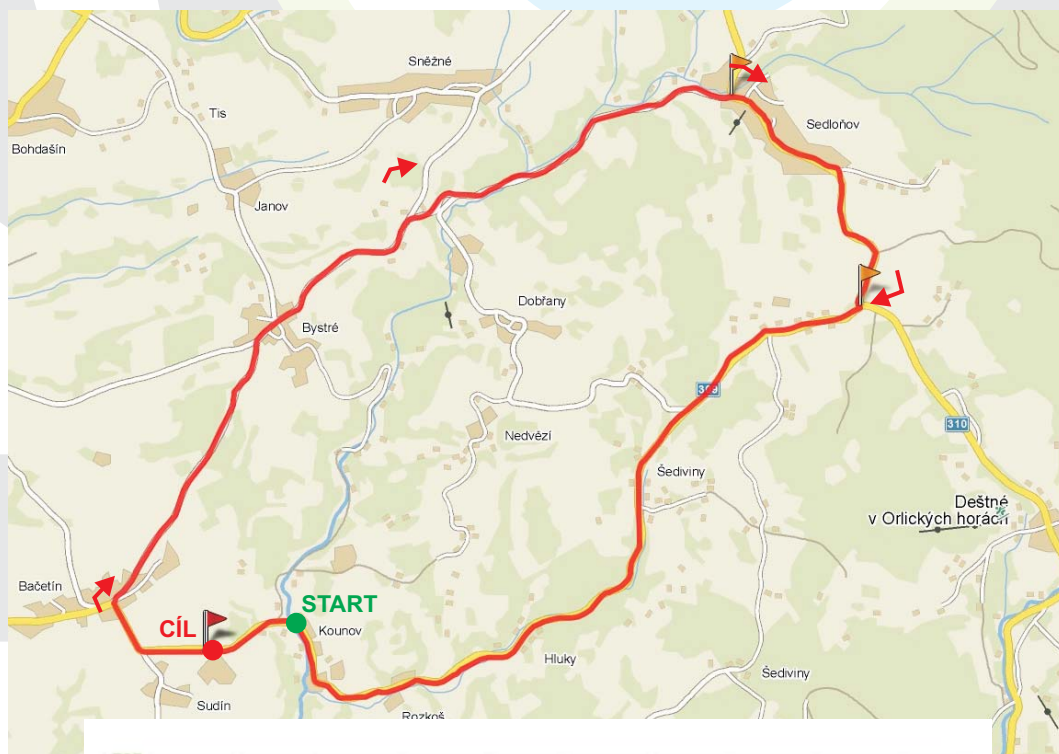 Sněžné
Tis
Sedloňov
Bohdašín
Janov
Dobřany
Bystré
309
310
Nedvězí
Šediviny
Deštné
v Orlických horách
Bačetín
START
CÍL
Kounov
Hluky
Šediviny
Sudín
Rozkoš